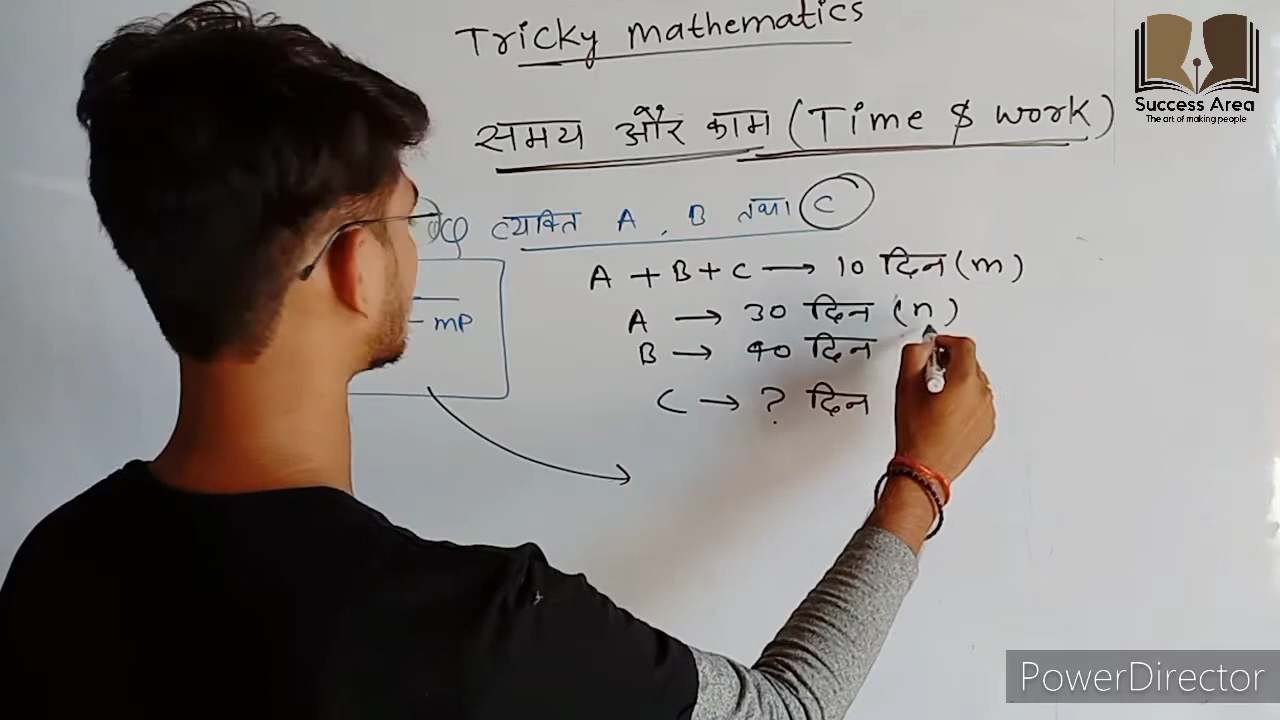 Tricky mathematics
Success Area
The art of making people
समय और काम (Time & work)
व्यक्ति A, B तथा C
A + B + C → 10 दिन (m)
A → 30 दिन (n)
B → 40 दिन
- mp
C → ? दिन
PowerDirector